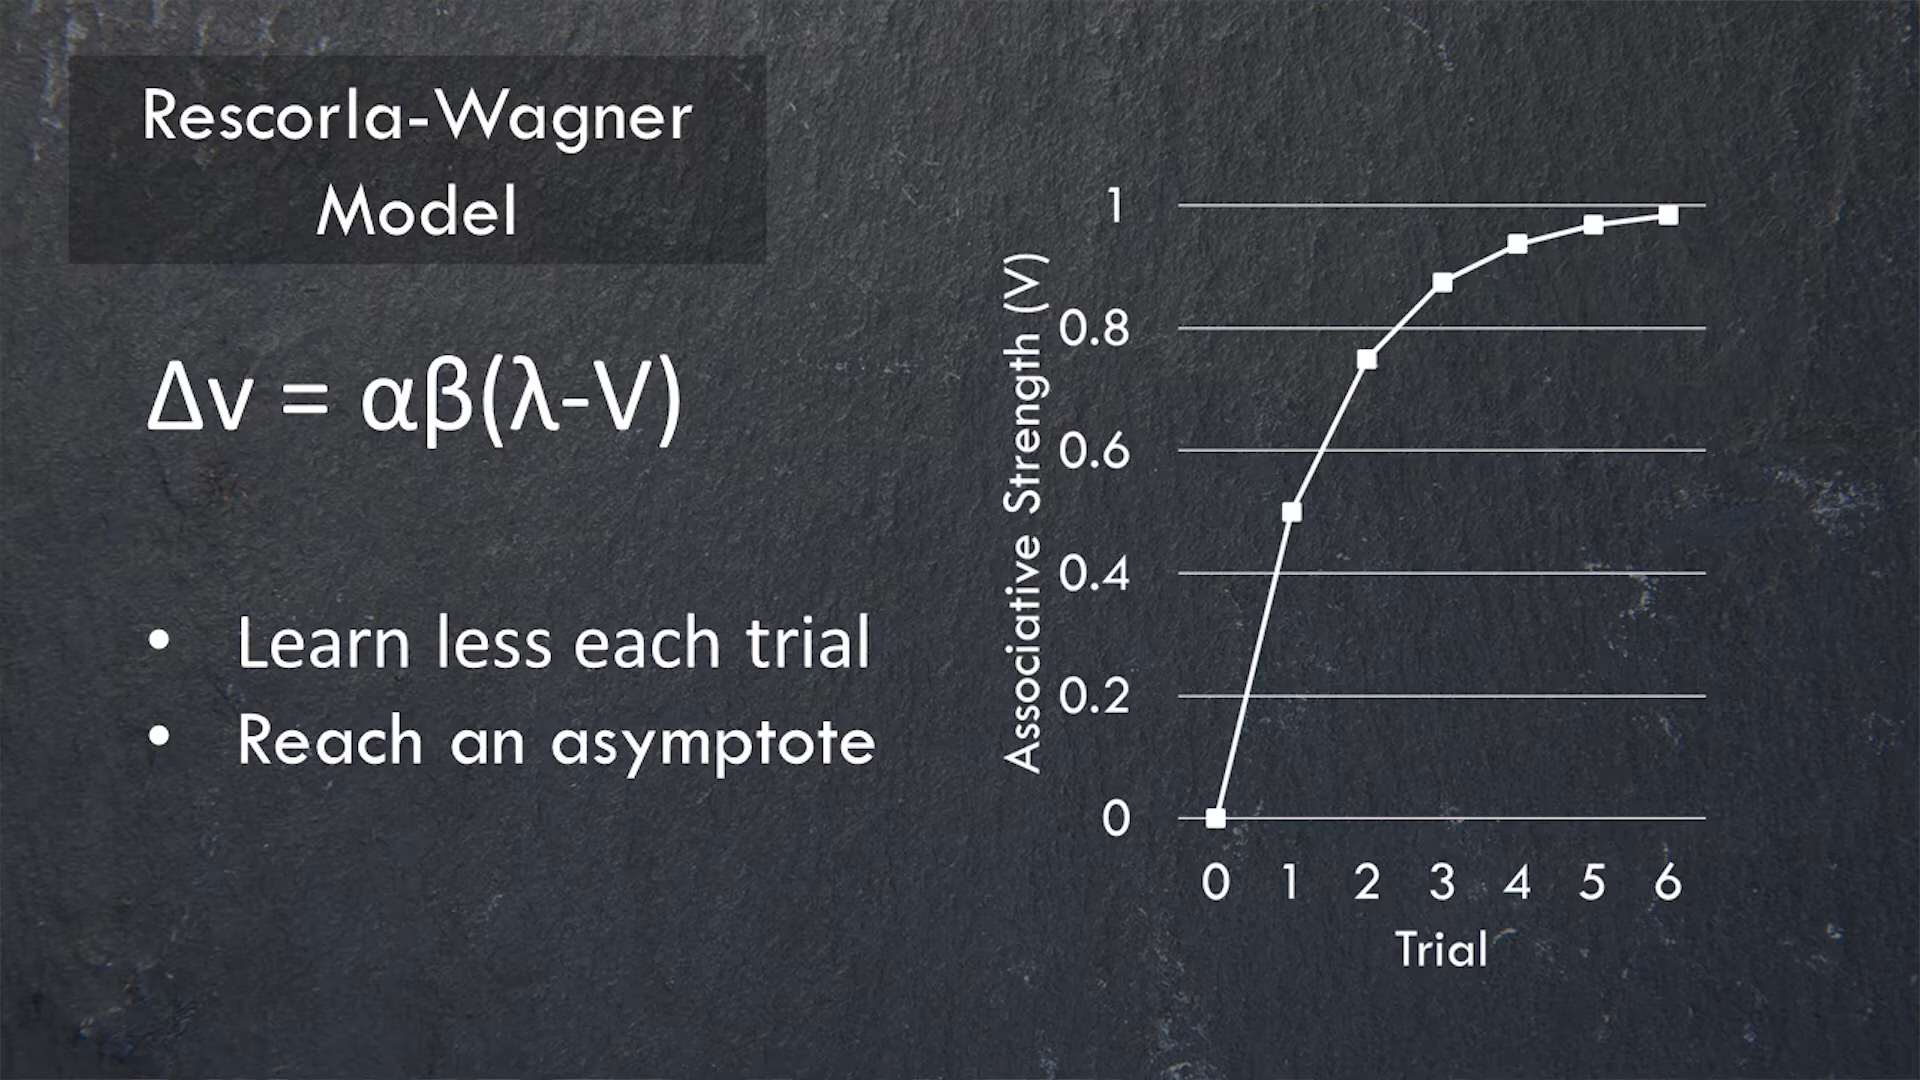 Rescorla-Wagner
Model
Δv = αβ(λ-V)
• Learn less each trial
• Reach an asymptote
Associative Strength (V)
1
0.8
0.6
0.4
0.2
0
0 1 2 3 4 5 6
Trial